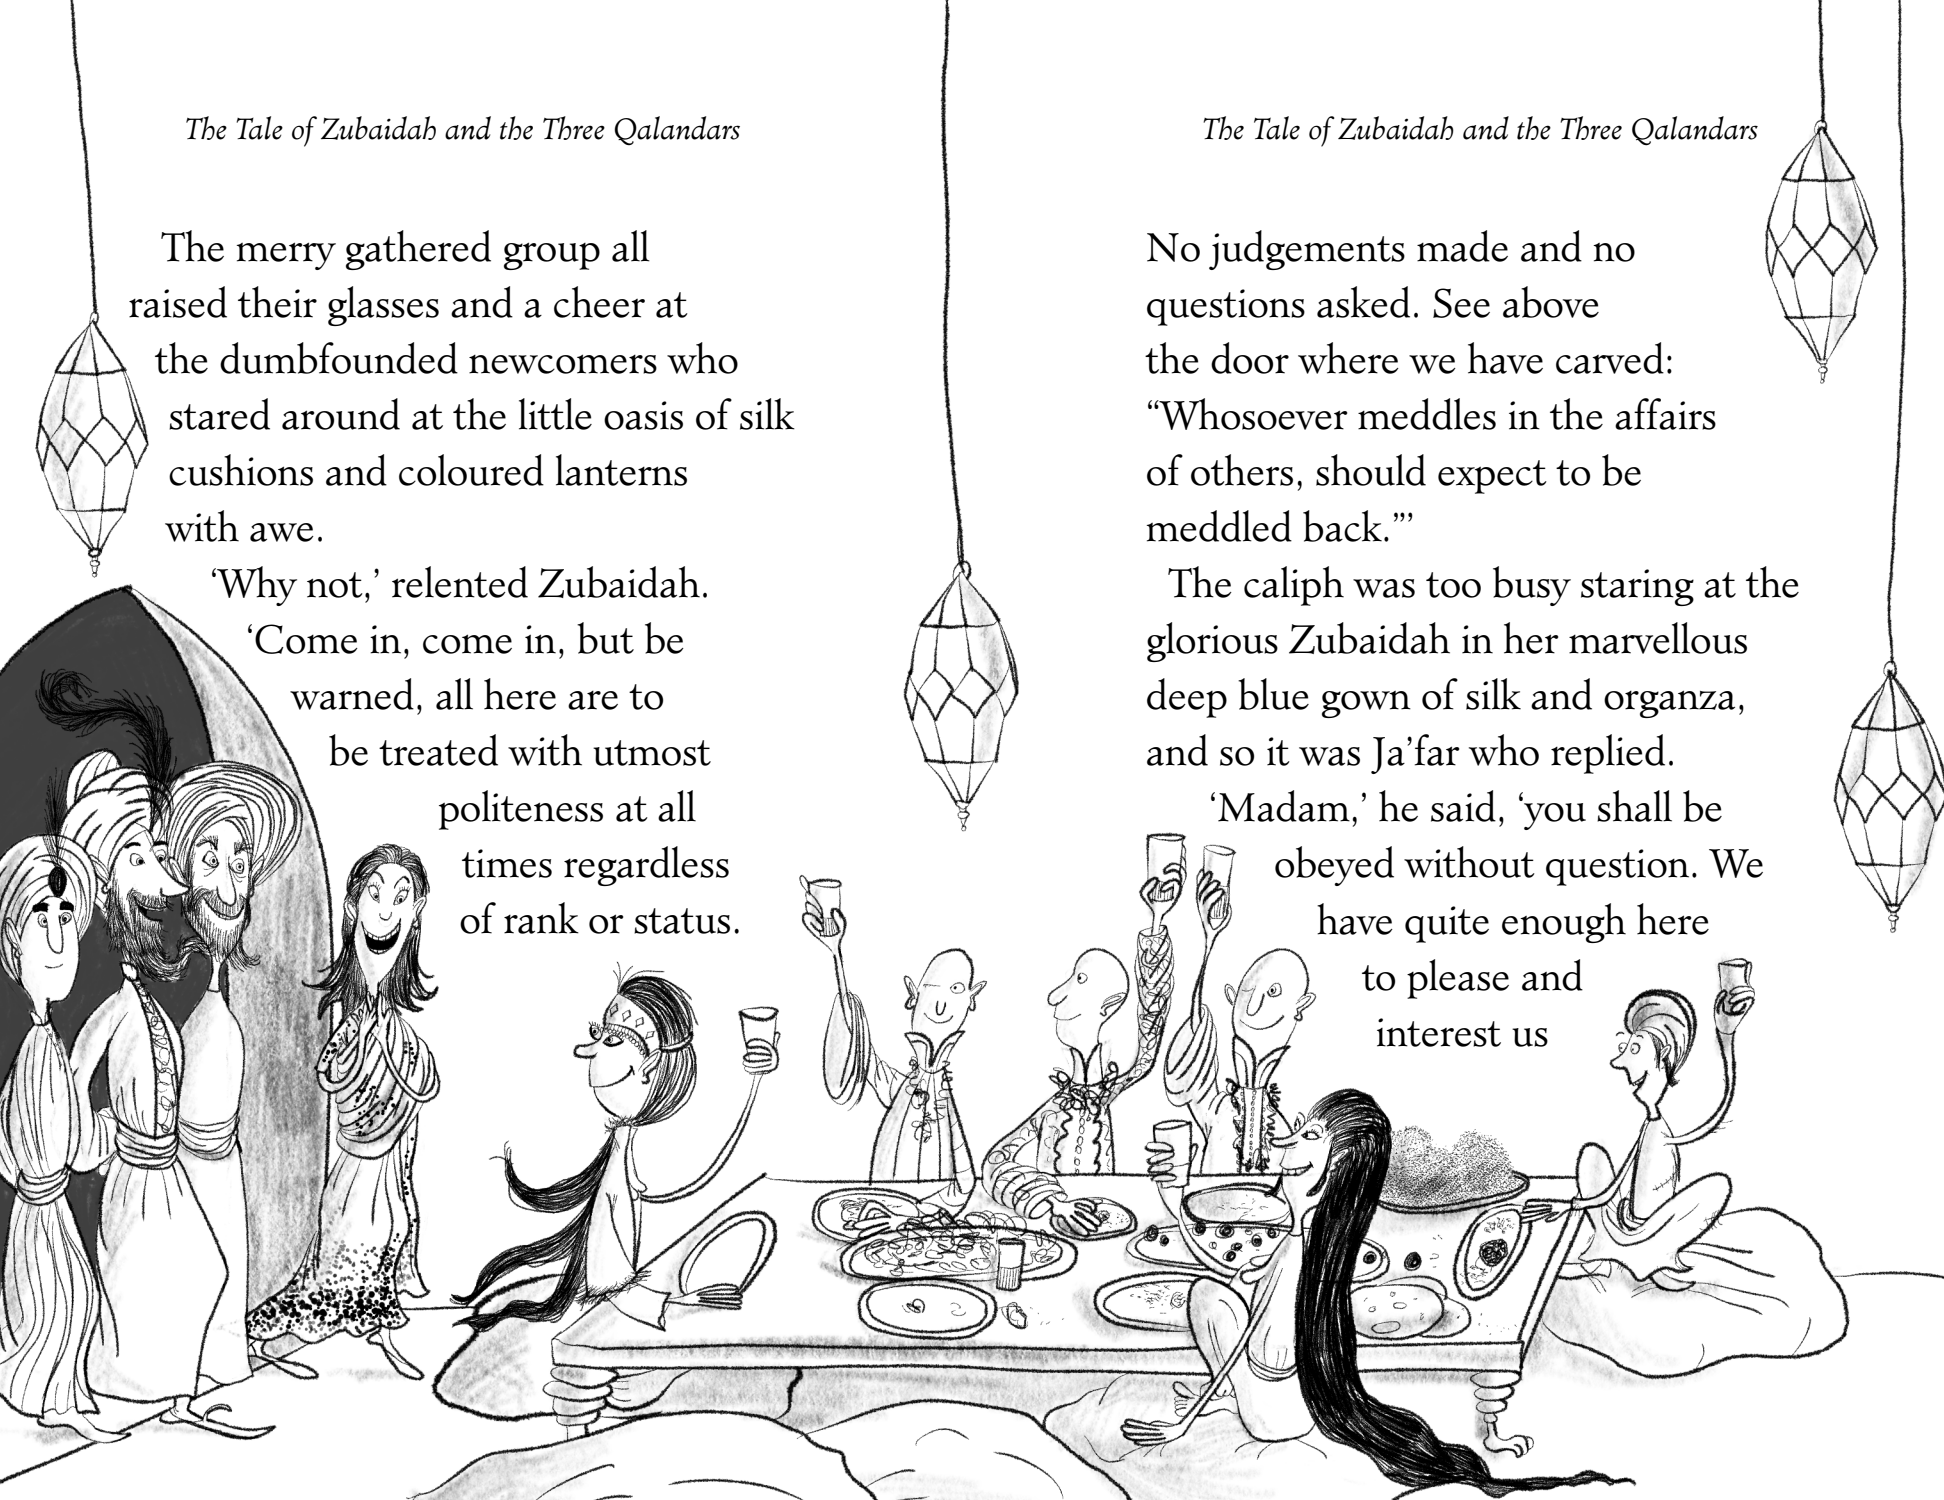 The Tale of Zubaidah and the Three Qalandars
The merry gathered group all
raised their glasses and a cheer at
the dumbfounded newcomers who
stared around at the little oasis of silk
cushions and coloured lanterns
with awe.
‘Why not,’ relented Zubaidah.
‘Come in, come in, but be
warned, all here are to
be treated with utmost
politeness at all
times regardless
of rank or status.
The Tale of Zubaidah and the Three Qalandars
No judgements made and no
questions asked. See above
the door where we have carved:
“Whosoever meddles in the affairs
of others, should expect to be
meddled back.”’
The caliph was too busy staring at the
glorious Zubaidah in her marvellous
deep blue gown of silk and organza,
and so it was Ja’far who replied.
‘Madam,’ he said, ‘you shall be
obeyed without question. We
have quite enough here
to please and
interest us